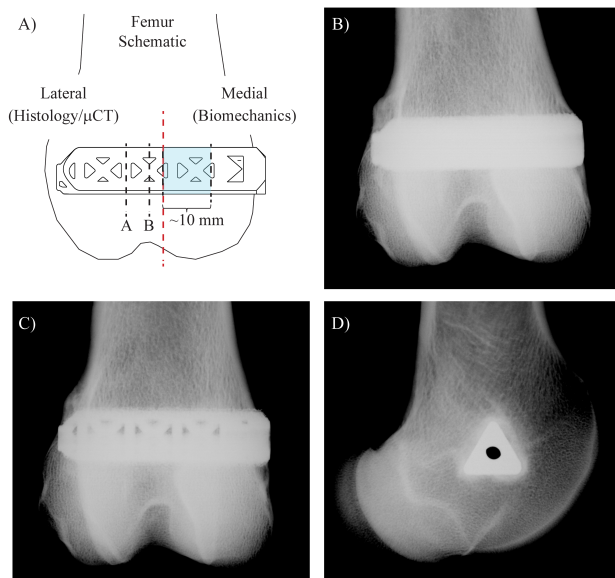 A)
Femur
Schematic
Lateral
(Histology/μCT)
Medial
(Biomechanics)
A
B
~10 mm
B)
C)
D)